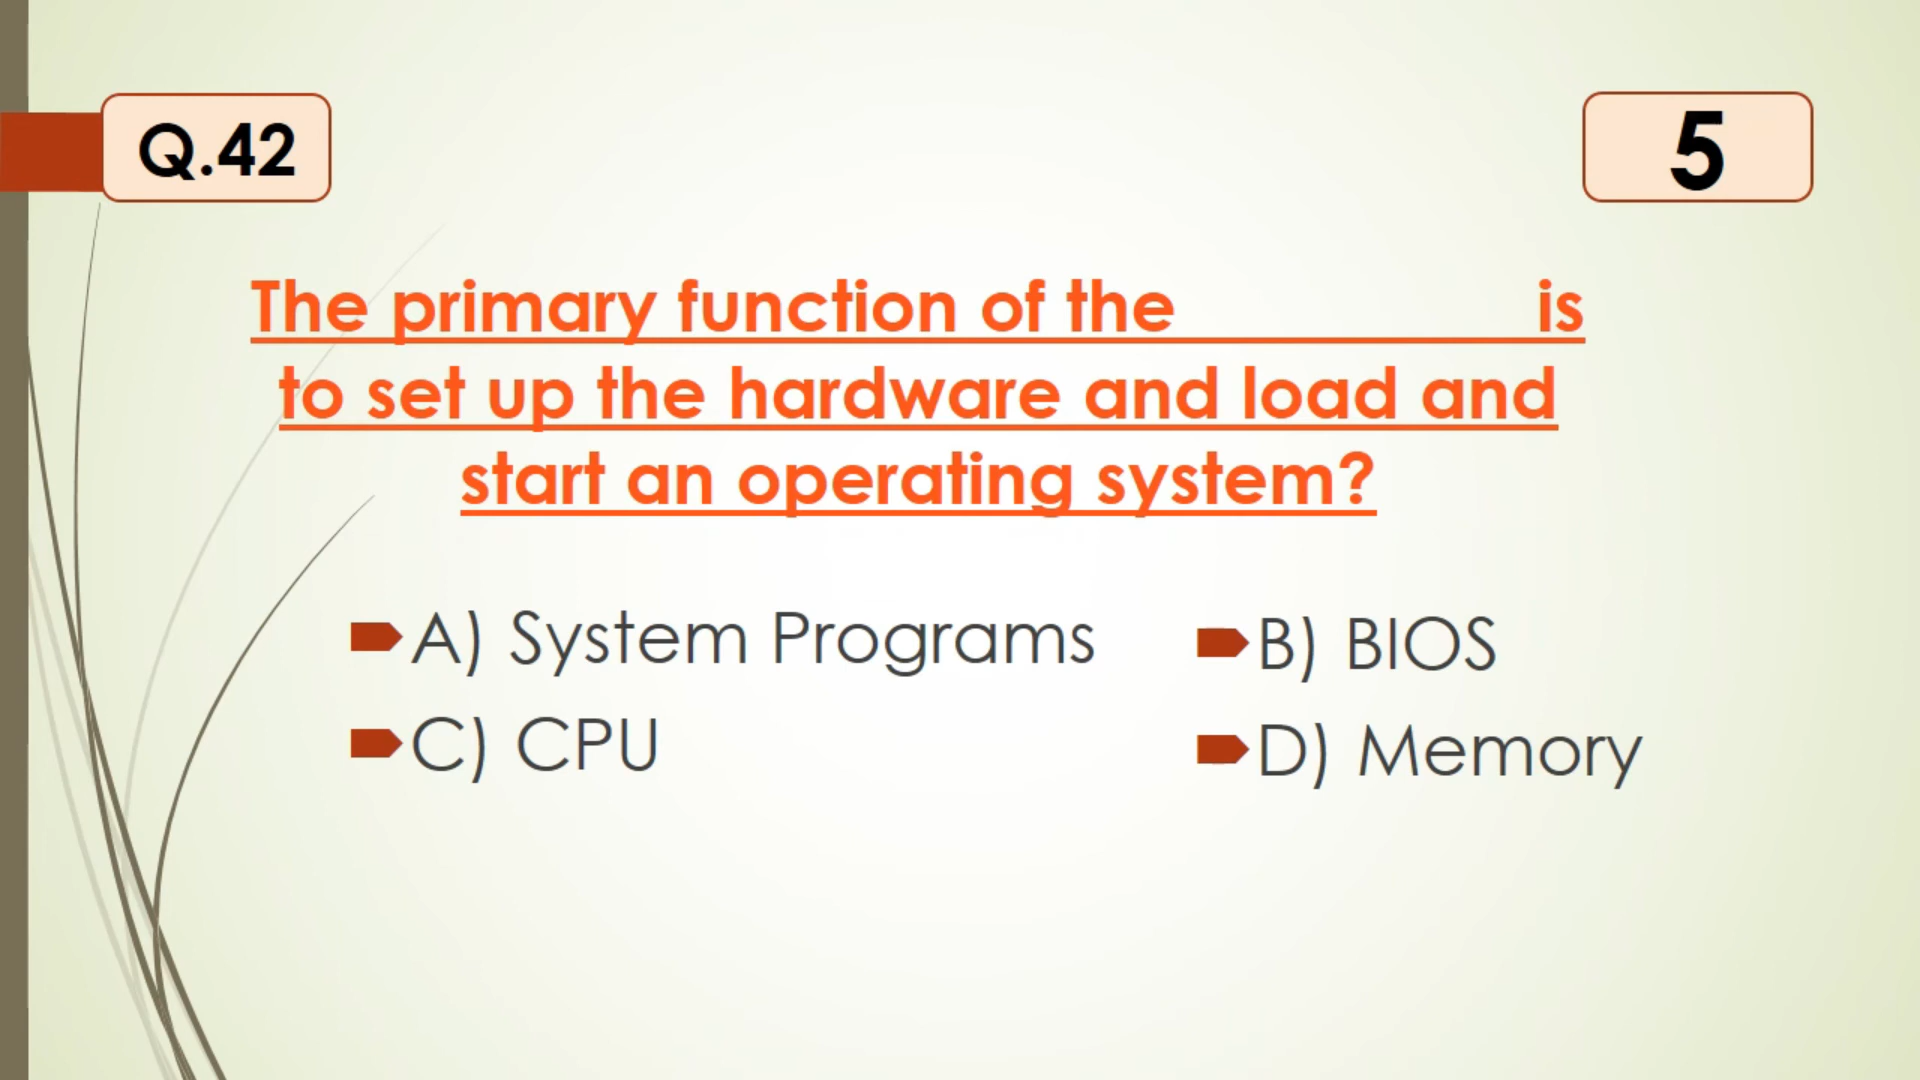 Q.42
5
The primary function of the is
to set up the hardware and load and
start an operating system?
A) System Programs
B) BIOS
C) CPU
D) Memory